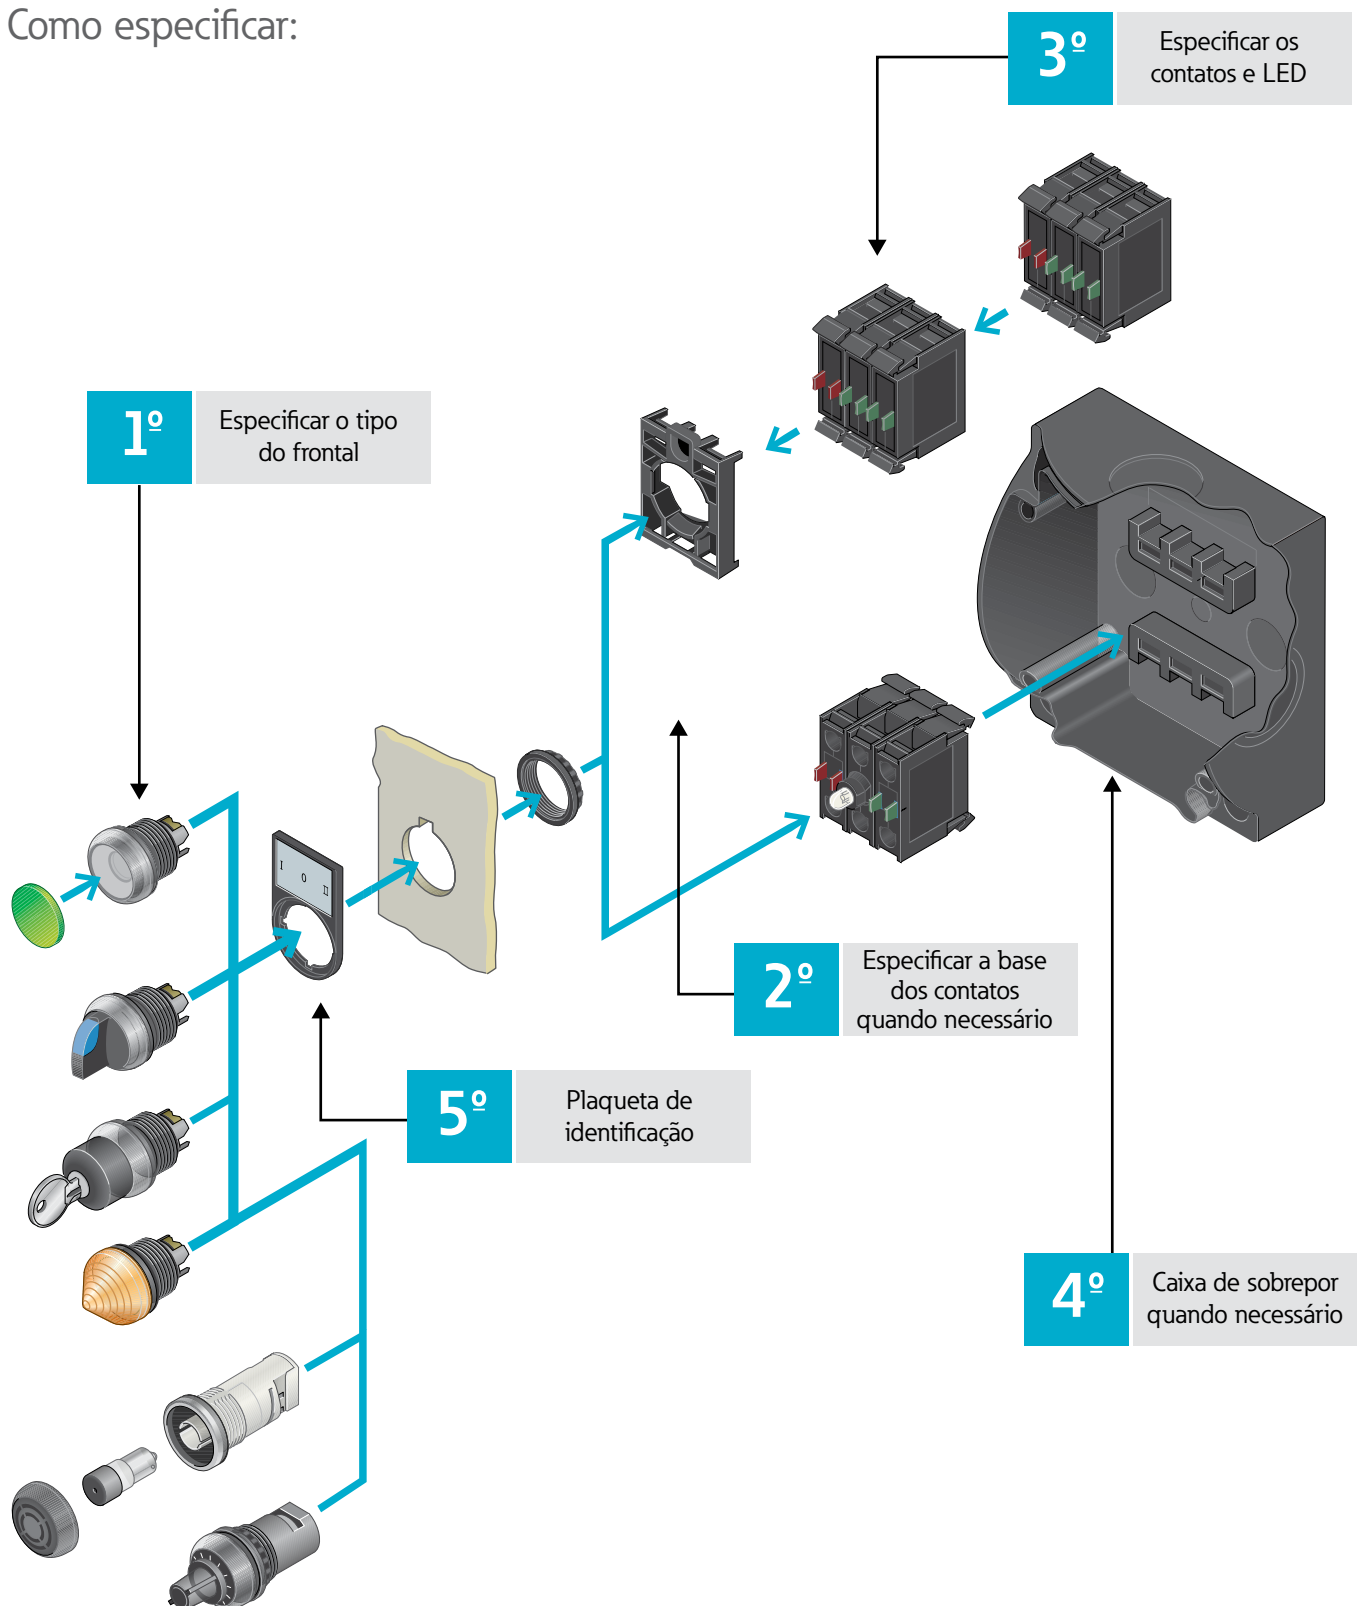 Como especificar:
3º
Especificar os
contatos e LED
1º
Especificar o tipo
do frontal
I O II
2º
Especificar a base
dos contatos
quando necessário
5º
Plaqueta de
identificação
4º
Caixa de sobrepor
quando necessário